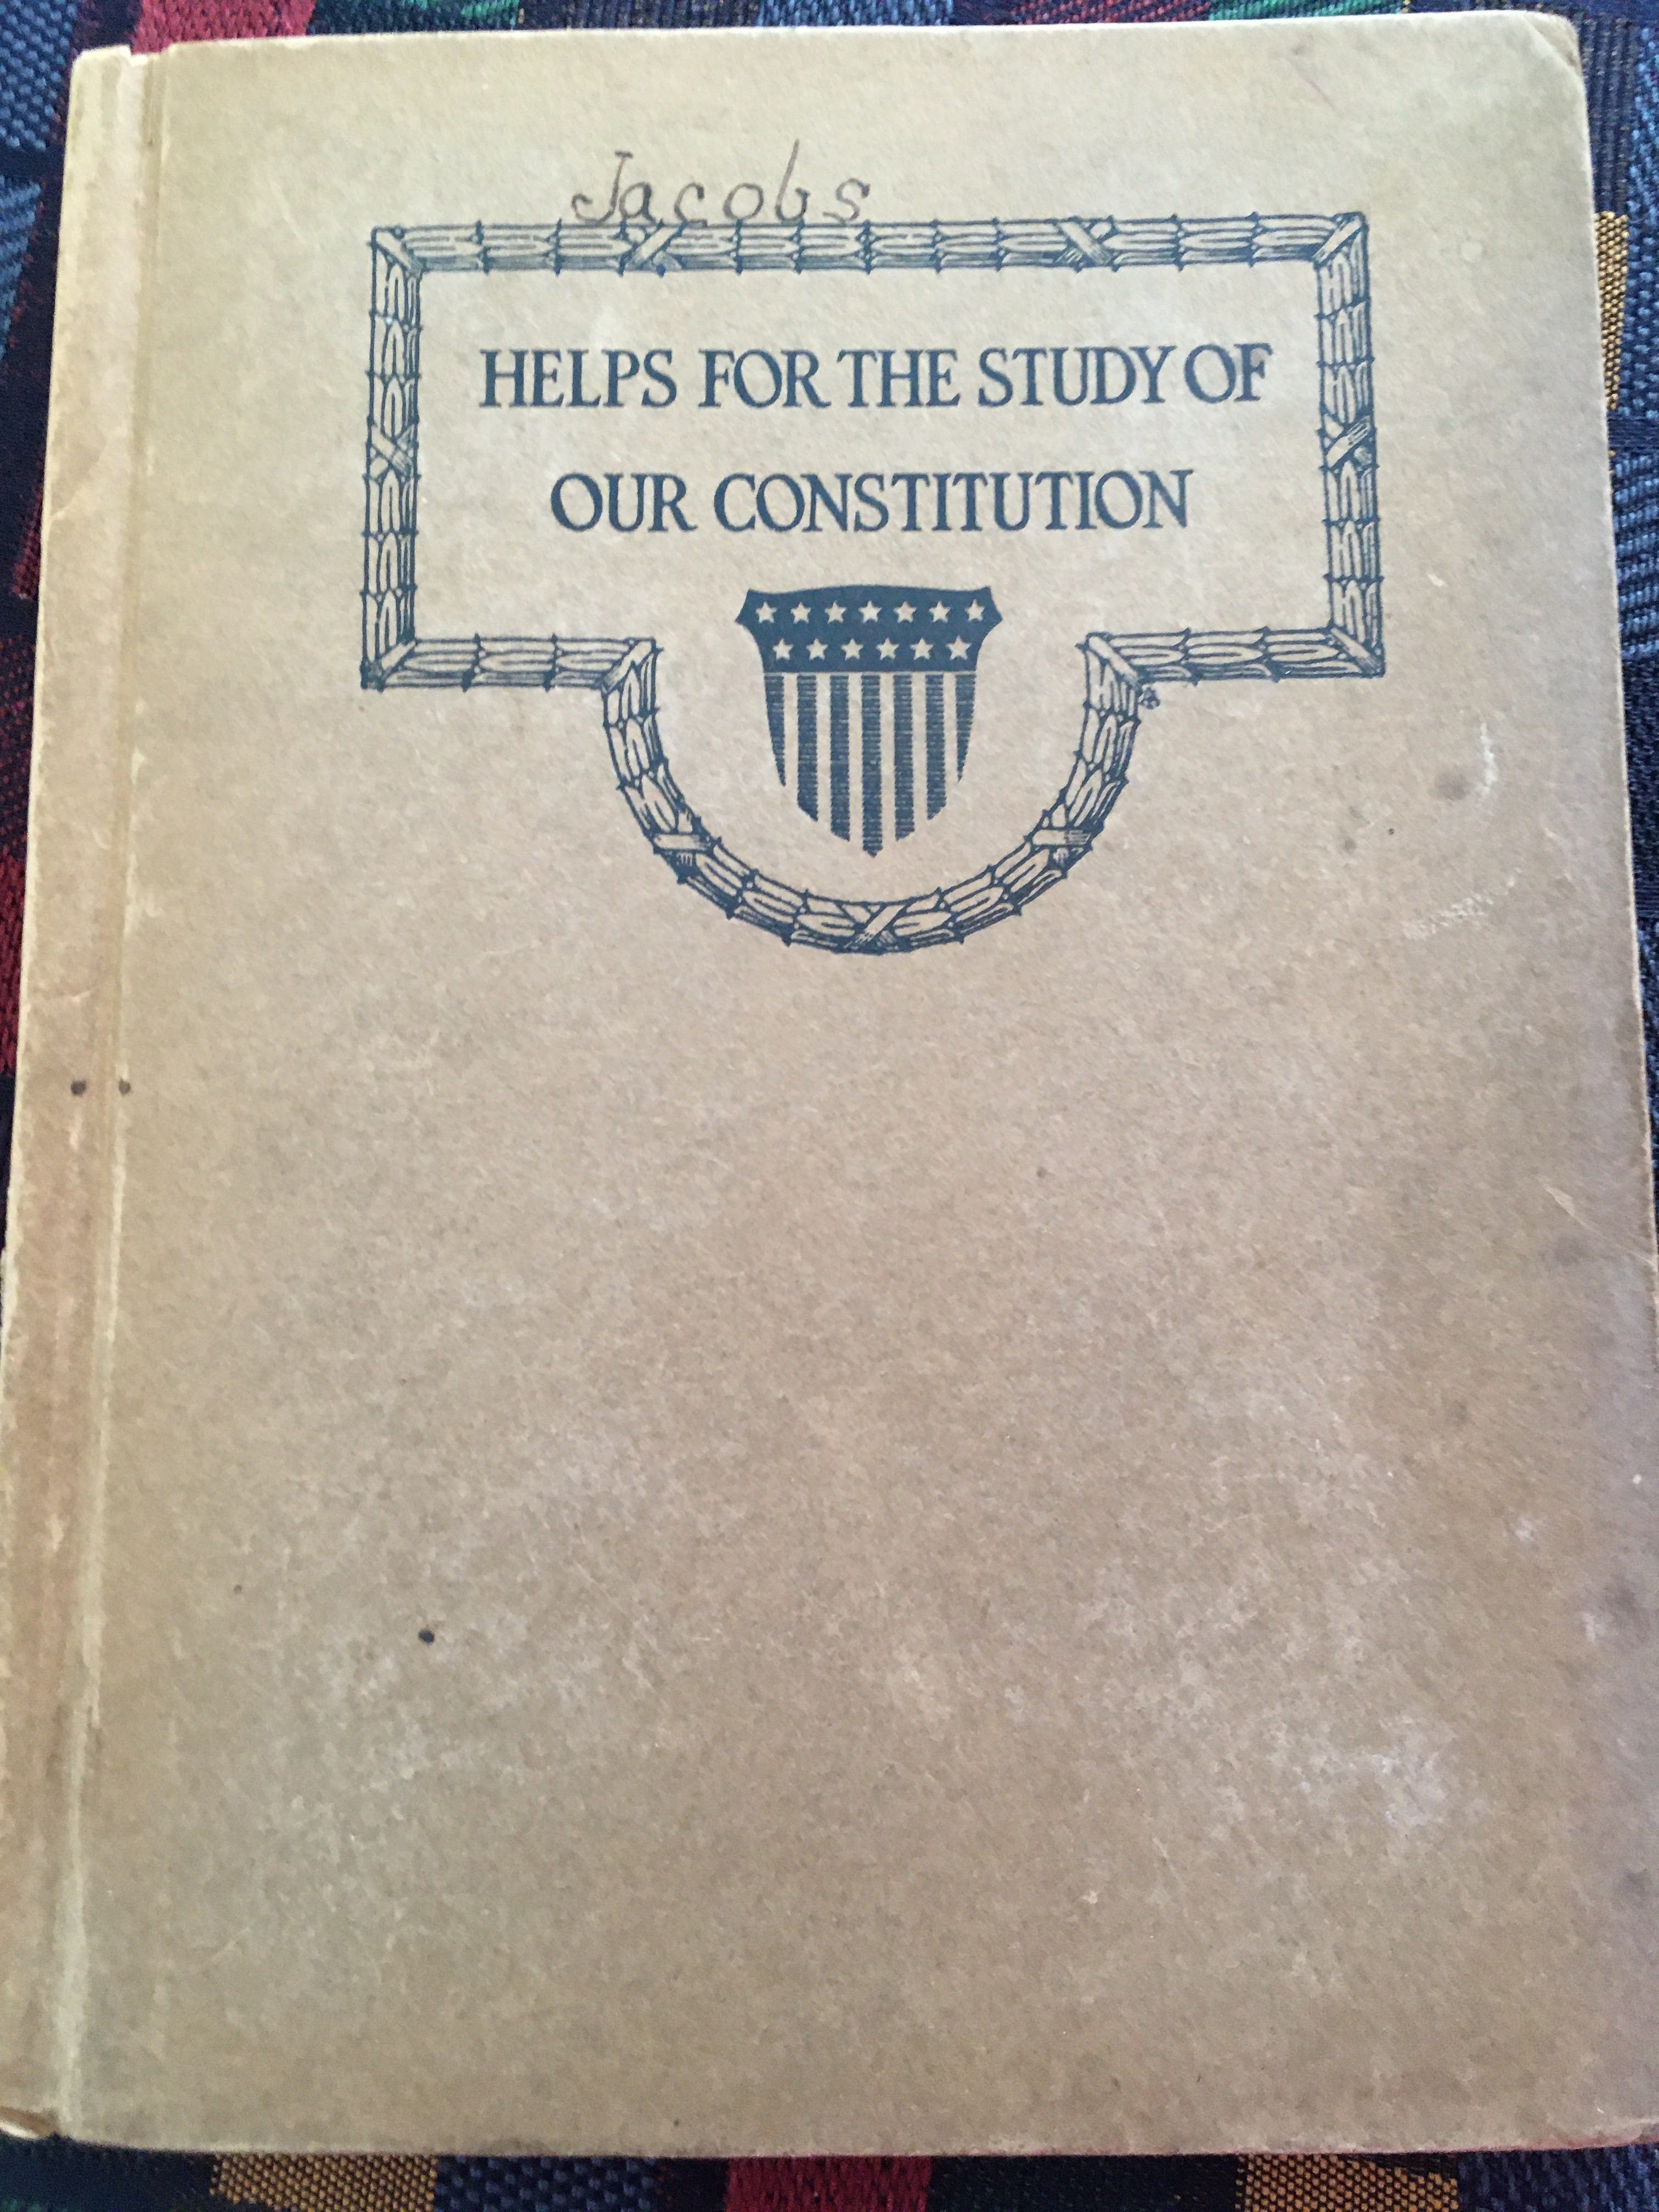 Jacobs
HELPS FOR THE STUDY OF
OUR CONSTITUTION